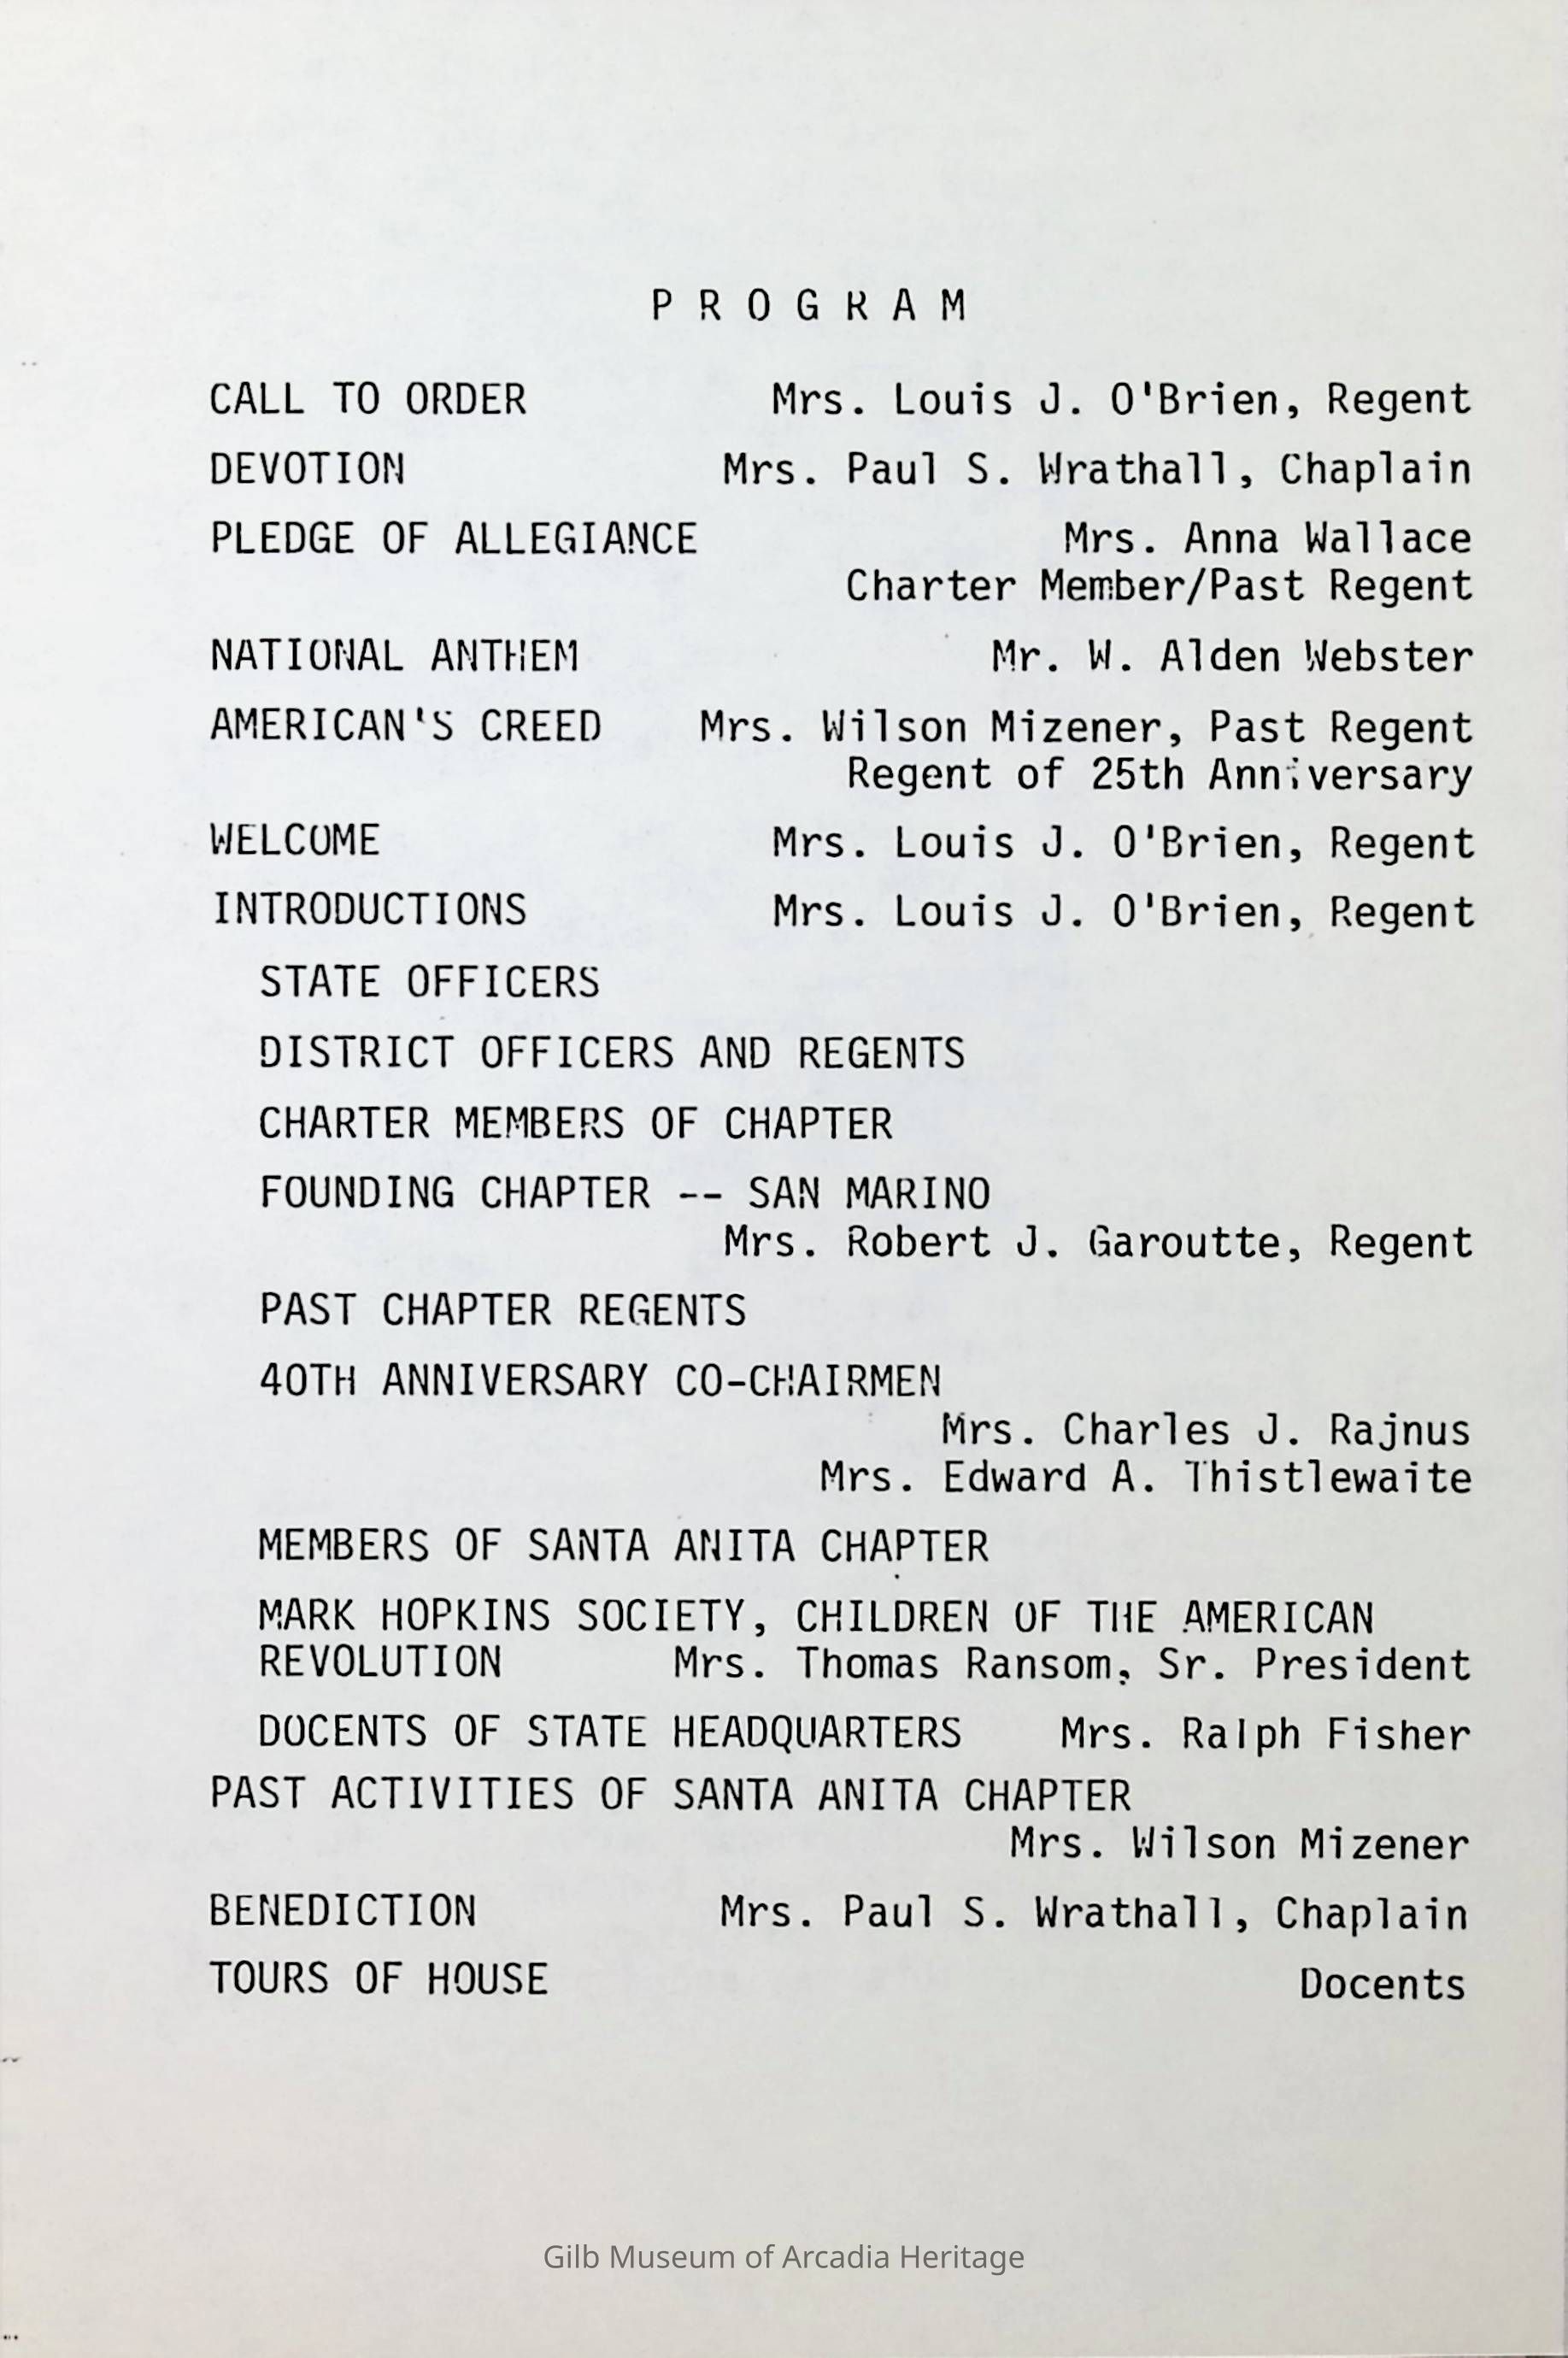 PROGRAM
CALL TO ORDER Mrs. Louis J. O'Brien, Regent
DEVOTION Mrs. Paul S. Wrathall, Chaplain
PLEDGE OF ALLEGIANCE Mrs. Anna Wallace
Charter Member/Past Regent
NATIONAL ANTHEM Mr. W. Alden Webster
AMERICAN'S CREED Mrs. Wilson Mizener, Past Regent
Regent of 25th Anniversary
WELCOME Mrs. Louis J. O'Brien, Regent
INTRODUCTIONS Mrs. Louis J. O'Brien, Regent
STATE OFFICERS
DISTRICT OFFICERS AND REGENTS
CHARTER MEMBERS OF CHAPTER
FOUNDING CHAPTER -- SAN MARINO
Mrs. Robert J. Garoutte, Regent
PAST CHAPTER REGENTS
40TH ANNIVERSARY CO-CHAIRMEN
Mrs. Charles J. Rajnus
Mrs. Edward A. Thistlewaite
MEMBERS OF SANTA ANITA CHAPTER
MARK HOPKINS SOCIETY, CHILDREN OF THE AMERICAN
REVOLUTION Mrs. Thomas Ransom, Sr. President
DOCENTS OF STATE HEADQUARTERS Mrs. Ralph Fisher
PAST ACTIVITIES OF SANTA ANITA CHAPTER
Mrs. Wilson Mizener
BENEDICTION Mrs. Paul S. Wrathall, Chaplain
TOURS OF HOUSE Docents
Gilb Museum of Arcadia Heritage